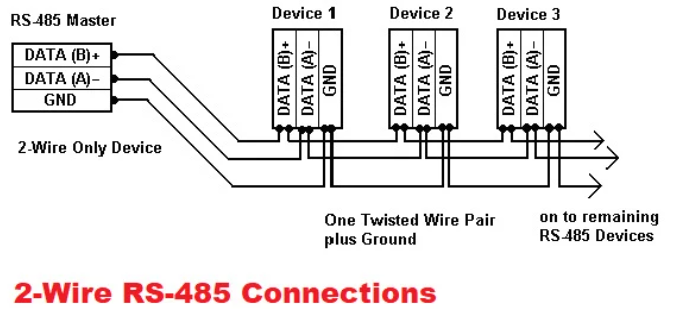 RS-485 Master
DATA (B)+
DATA (A)–
GND
2-Wire Only Device
Device 1
DATA (B)+
DATA (A)–
GND
Device 2
DATA (B)+
DATA (A)–
GND
Device 3
DATA (B)+
DATA (A)–
GND
One Twisted Wire Pair
plus Ground
on to remaining
RS-485 Devices
2-Wire RS-485 Connections